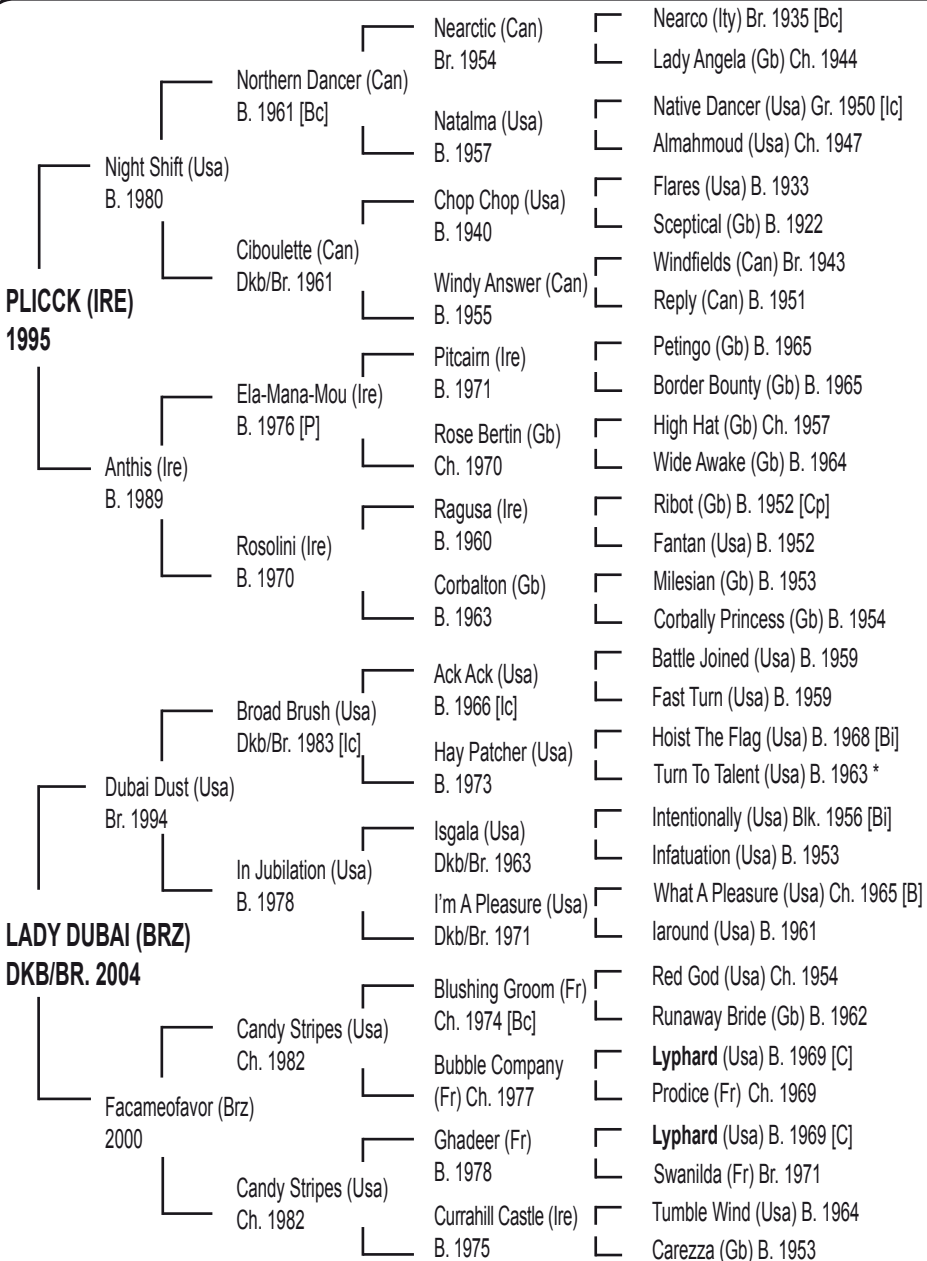 Nearco (Ity) Br. 1935 [Bc]
Nearctic (Can)
Br. 1954
Lady Angela (Gb) Ch. 1944
Northern Dancer (Can)
B. 1961 [Bc]
Native Dancer (Usa) Gr. 1950 [Ic]
Natalma (Usa)
B. 1957
Almahmoud (Usa) Ch. 1947
Night Shift (Usa)
B. 1980
Flares (Usa) B. 1933
Chop Chop (Usa)
B. 1940
Sceptical (Gb) B. 1922
Ciboulette (Can)
Dkb/Br. 1961
Windfields (Can) Br. 1943
Windy Answer (Can)
B. 1955
Reply (Can) B. 1951
PLICCK (IRE)
1995
Petingo (Gb) B. 1965
Pitcairn (Ire)
B. 1971
Border Bounty (Gb) B. 1965
Ela-Mana-Mou (Ire)
B. 1976 [P]
High Hat (Gb) Ch. 1957
Rose Bertin (Gb)
Ch. 1970
Wide Awake (Gb) B. 1964
Anthis (Ire)
B. 1989
Ribot (Gb) B. 1952 [Cp]
Ragusa (Ire)
B. 1960
Fantan (Usa) B. 1952
Rosolini (Ire)
B. 1970
Milesian (Gb) B. 1953
Corbalton (Gb)
B. 1963
Corbally Princess (Gb) B. 1954
Battle Joined (Usa) B. 1959
Ack Ack (Usa)
B. 1966 [Ic]
Fast Turn (Usa) B. 1959
Broad Brush (Usa)
Dkb/Br. 1983 [Ic]
Hoist The Flag (Usa) B. 1968 [Bi]
Hay Patcher (Usa)
B. 1973
Turn To Talent (Usa) B. 1963 *
Dubai Dust (Usa)
Br. 1994
Intentionally (Usa) Blk. 1956 [Bi]
Isgala (Usa)
Dkb/Br. 1963
Infatuation (Usa) B. 1953
In Jubilation (Usa)
B. 1978
What A Pleasure (Usa) Ch. 1965 [B]
I'm A Pleasure (Usa)
Dkb/Br. 1971
Iaround (Usa) B. 1961
LADY DUBAI (BRZ)
DKB/BR. 2004
Red God (Usa) Ch. 1954
Blushing Groom (Fr)
Ch. 1974 [Bc]
Runaway Bride (Gb) B. 1962
Candy Stripes (Usa)
Ch. 1982
Lyphard (Usa) B. 1969 [C]
Bubble Company
(Fr) Ch. 1977
Prodice (Fr) Ch. 1969
Facameofavor (Brz)
2000
Lyphard (Usa) B. 1969 [C]
Ghadeer (Fr)
B. 1978
Swanilda (Fr) Br. 1971
Candy Stripes (Usa)
Ch. 1982
Tumble Wind (Usa) B. 1964
Currahill Castle (Ire)
B. 1975
Carezza (Gb) B. 1953